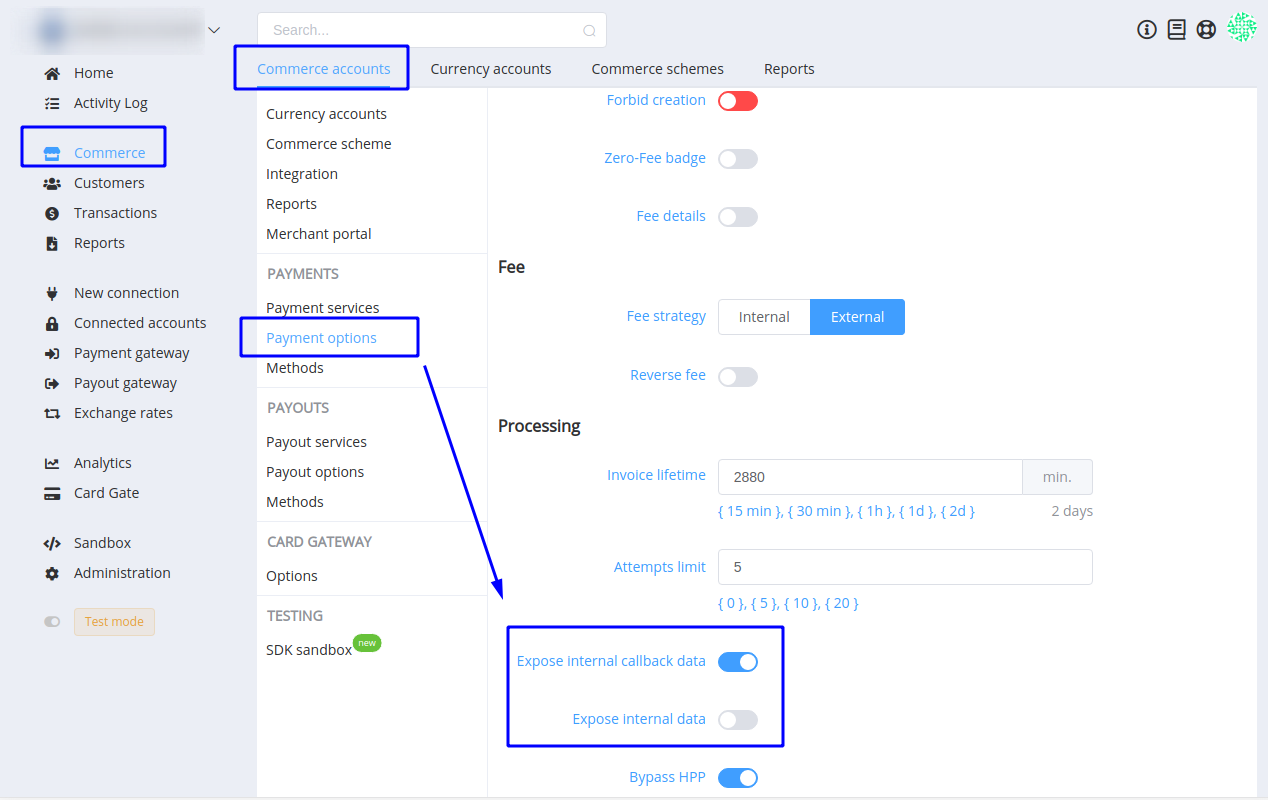 Search...
Home
Activity Log
Commerce
Customers
Transactions
Reports
New connection
Connected accounts
Payment gateway
Payout gateway
Exchange rates
Analytics
Card Gate
Sandbox
Administration
Test mode
Commerce accounts
Currency accounts
Commerce schemes
Reports
Currency accounts
Commerce scheme
Integration
Reports
Merchant portal
PAYMENTS
Payment services
Payment options
Methods
PAYOUTS
Payout services
Payout options
Methods
CARD GATEWAY
Options
TESTING
SDK sandbox new
Forbid creation
Zero-Fee badge
Fee details
Fee
Fee strategy Internal External
Reverse fee
Processing
Invoice lifetime 2880 min.
{ 15 min }, { 30 min }, { 1h }, { 1d }, { 2d } 2 days
Attempts limit 5
{ 0 }, { 5 }, { 10 }, { 20 }
Expose internal callback data
Expose internal data
Bypass HPP